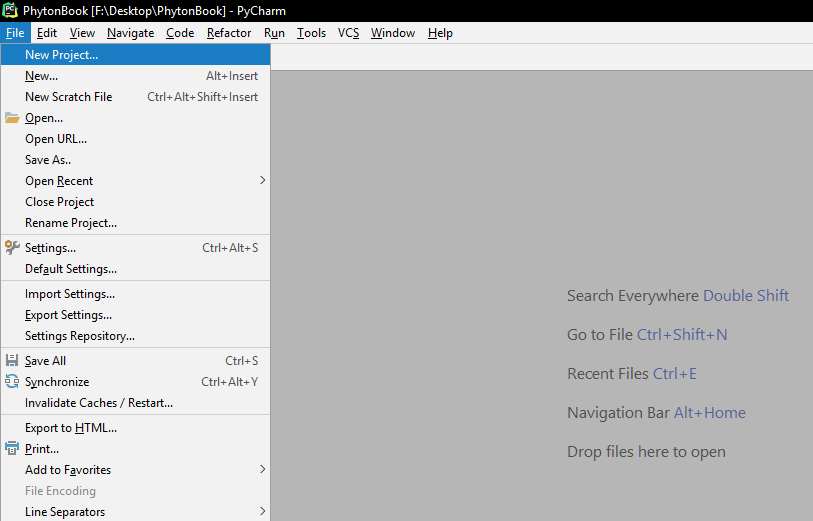 PhytonBook [F:\Desktop\PhytonBook] - PyCharm
File Edit View Navigate Code Refactor Run Tools VCS Window Help
New Project...
New... Alt+Insert
New Scratch File Ctrl+Alt+Shift+Insert
Open...
Open URL...
Save As..
Open Recent
Close Project
Rename Project...
Settings... Ctrl+Alt+S
Default Settings...
Import Settings...
Export Settings...
Settings Repository...
Save All Ctrl+S
Synchronize Ctrl+Alt+Y
Invalidate Caches / Restart...
Export to HTML...
Print...
Add to Favorites
File Encoding
Line Separators
Search Everywhere Double Shift
Go to File Ctrl+Shift+N
Recent Files Ctrl+E
Navigation Bar Alt+Home
Drop files here to open